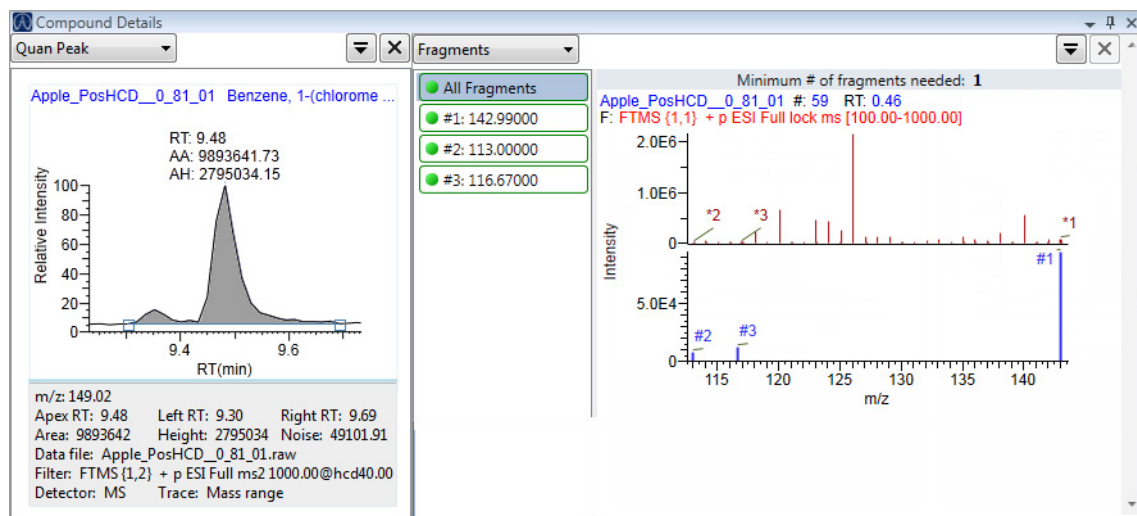 Compound Details
Quan Peak
Fragments
Apple_PosHCD__0_81_01 Benzene, 1-(chlorome ...
RT: 9.48
AA: 9893641.73
AH: 2795034.15
Relative Intensity
100
80
60
40
20
0
9.4 9.6
RT(min)
m/z: 149.02
Apex RT: 9.48 Left RT: 9.30 Right RT: 9.69
Area: 9893642 Height: 2795034 Noise: 49101.91
Data file: Apple_PosHCD__0_81_01.raw
Filter: FTMS {1,2} + p ESI Full ms2 1000.00@hcd40.00
Detector: MS Trace: Mass range
All Fragments
#1: 142.99000
#2: 113.00000
#3: 116.67000
Minimum # of fragments needed: 1
Apple_PosHCD__0_81_01 #: 59 RT: 0.46
F: FTMS {1,1} + p ESI Full lock ms [100.00-1000.00]
Intensity
2.0E6
1.0E6
0
*2 *3 *1
#1
5.0E4
#2 #3
0
115 120 125 130 135 140
m/z